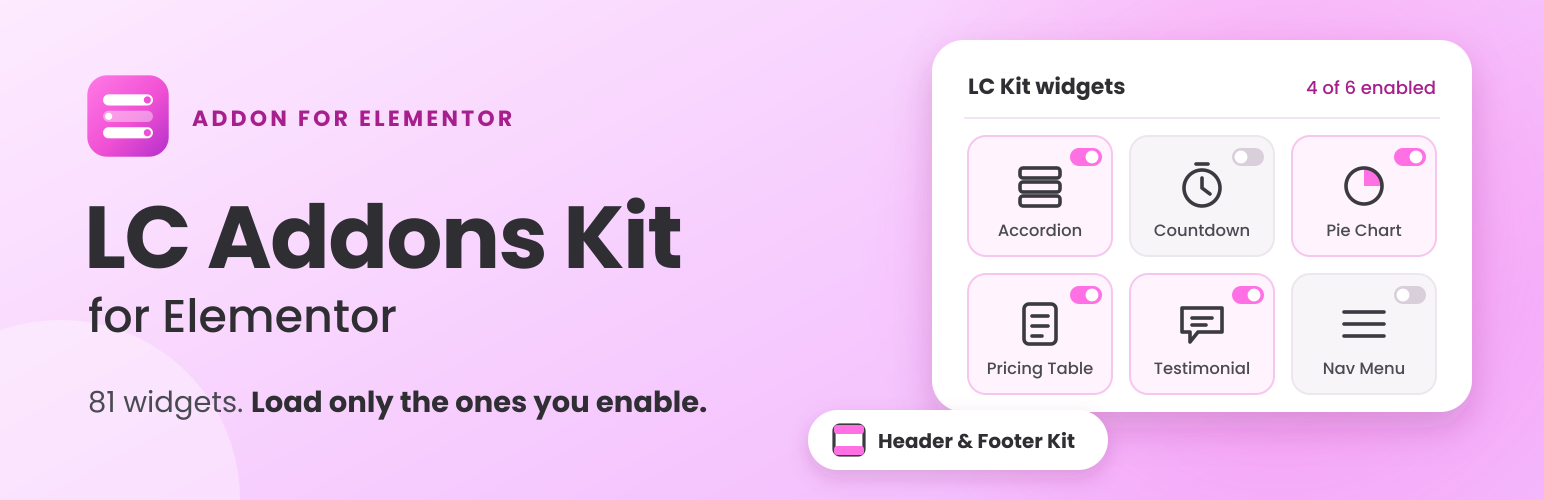 ADDON FOR ELEMENTOR
LC Addons Kit
for Elementor
81 widgets. Load only the ones you enable.
LC Kit widgets
4 of 6 enabled
Accordion
Countdown
Pie Chart
Pricing Table
Testimonial
Nav Menu
Header & Footer Kit